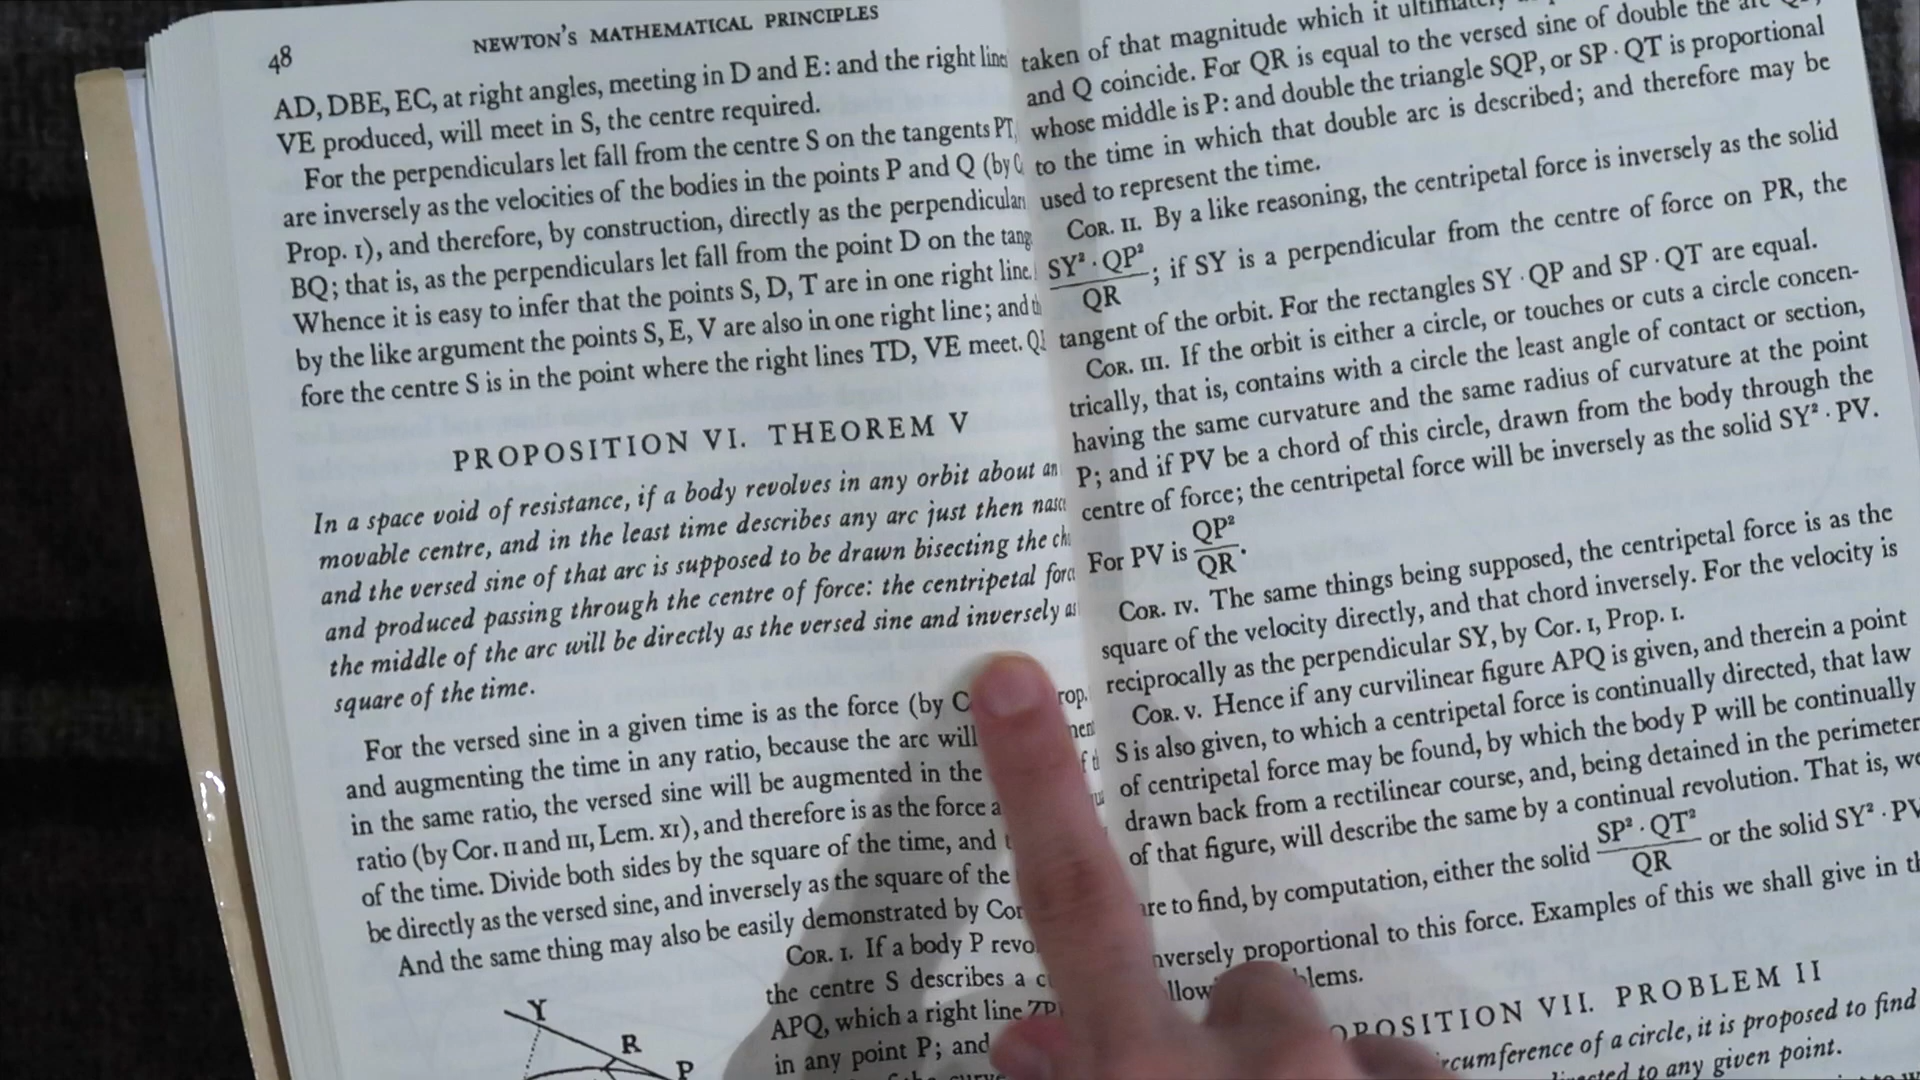 48
NEWTON'S MATHEMATICAL PRINCIPLES
AD, DBE, EC, at right angles, meeting in D and E: and the right line
VE produced, will meet in S, the centre required.
For the perpendiculars let fall from the centre S on the tangents PT,
are inversely as the velocities of the bodies in the points P and Q (by
Prop. I), and therefore, by construction, directly as the perpendicular
BQ; that is, as the perpendiculars let fall from the point D on the tang
Whence it is easy to infer that the points S, D, T are in one right line.
by the like argument the points S, E, V are also in one right line; and
fore the centre S is in the point where the right lines TD, VE meet.
PROPOSITION VI. THEOREM V
In a space void of resistance, if a body revolves in any orbit about an
movable centre, and in the least time describes any arc just then
and the versed sine of that arc is supposed to be drawn bisecting the
and produced passing through the centre of force: the centripetal
the middle of the arc will be directly as the versed sine and inversely as
square of the time.
For the versed sine in a given time is as the force (by
and augmenting the time in any ratio, because the arc will
in the same ratio, the versed sine will be augmented in the
ratio (by Cor. II and III, Lem. XI), and therefore is as the force
of the time. Divide both sides by the square of the time, and
be directly as the versed sine, and inversely as the square of the
And the same thing may also be easily demonstrated by Cor
Cor. I. If a body P revo
the centre S describes a
APQ, which a right line ZP
in any point P; and
Y
R
P
taken of that magnitude which it ultimately
and Q coincide. For QR is equal to the versed sine of double the arc
whose middle is P: and double the triangle SQP, or SP · QT is proportional
to the time in which that double arc is described; and therefore may be
used to represent the time.
Cor. II. By a like reasoning, the centripetal force is inversely as the solid
SY² · QP²
QR
; if SY is a perpendicular from the centre of force on PR, the
tangent of the orbit. For the rectangles SY · QP and SP · QT are equal.
Cor. III. If the orbit is either a circle, or touches or cuts a circle concen-
trically, that is, contains with a circle the least angle of contact or section,
having the same curvature and the same radius of curvature at the point
P; and if PV be a chord of this circle, drawn from the body through the
centre of force; the centripetal force will be inversely as the solid SY² · PV.
For PV is QP²
QR.
Cor. IV. The same things being supposed, the centripetal force is as the
square of the velocity directly, and that chord inversely. For the velocity is
reciprocally as the perpendicular SY, by Cor. I, Prop. I.
Cor. V. Hence if any curvilinear figure APQ is given, and therein a point
S is also given, to which a centripetal force is continually directed, that law
of centripetal force may be found, by which the body P will be continually
drawn back from a rectilinear course, and, being detained in the perimeter
of that figure, will describe the same by a continual revolution. That is, we
are to find, by computation, either the solid SP² · QT²
QR
or the solid SY² · PV
inversely proportional to this force. Examples of this we shall give in
following problems.
PROPOSITION VII. PROBLEM II
circumference of a circle, it is proposed to find
directed to any given point.